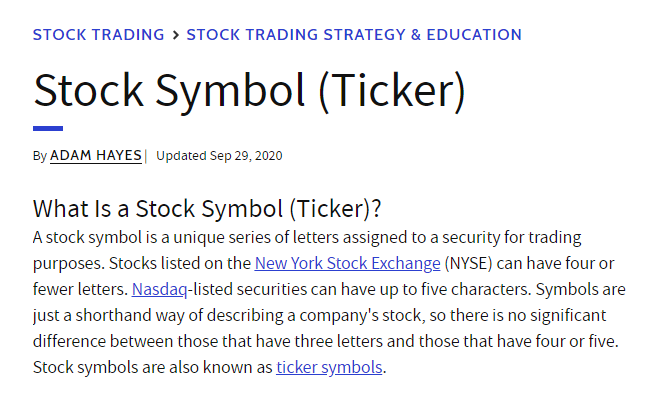 STOCK TRADING > STOCK TRADING STRATEGY & EDUCATION
Stock Symbol (Ticker)
By ADAM HAYES | Updated Sep 29, 2020
What Is a Stock Symbol (Ticker)?
A stock symbol is a unique series of letters assigned to a security for trading
purposes. Stocks listed on the New York Stock Exchange (NYSE) can have four or
fewer letters. Nasdaq-listed securities can have up to five characters. Symbols are
just a shorthand way of describing a company's stock, so there is no significant
difference between those that have three letters and those that have four or five.
Stock symbols are also known as ticker symbols.